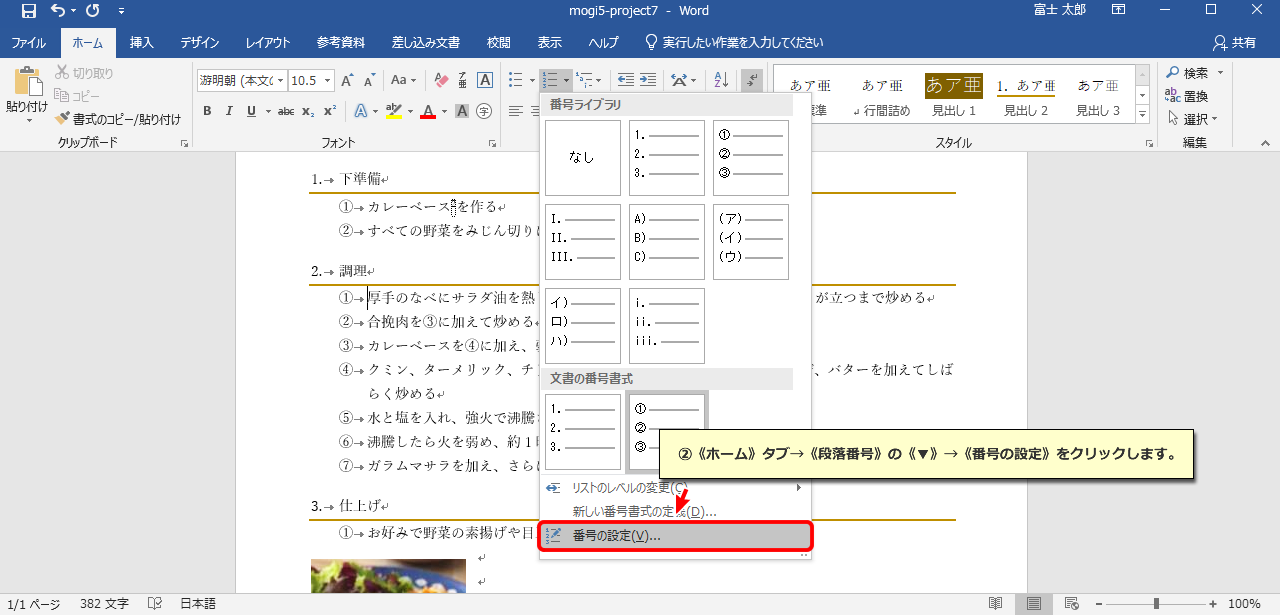 mogi5-project7 - Word
富士 太郎
ファイル ホーム 挿入 デザイン レイアウト 参考資料 差し込み文書 校閲 表示 ヘルプ 実行したい作業を入力してください 共有
貼り付け
切り取り
コピー
書式のコピー/貼り付け
クリップボード
游明朝 (本文の 10.5
フォント
あア亜 あア亜 あア亜 1. あア亜 あア亜
標準 ↲行間詰め 見出し 1 見出し 2 見出し 3
スタイル
検索
置換
選択
編集
番号ライブラリ
なし
1.
2.
3.
①
②
③
I.
II.
III.
A)
B)
C)
(ア)
(イ)
(ウ)
イ)
ロ)
ハ)
i.
ii.
iii.
文書の番号書式
1.
2.
3.
①
②
③
リストのレベルの変更(C)
新しい番号書式の定義(D)...
番号の設定(V)...
②《ホーム》タブ→《段落番号》の《▼》→《番号の設定》をクリックします。
1.→ 下準備
①→ カレーベースを作る
②→ すべての野菜をみじん切りに
2.→ 調理
①→ 厚手のなべにサラダ油を熱 が立つまで炒める
②→ 合挽肉を③に加えて炒める
③→ カレーベースを④に加え、
④→ クミン、ターメリック、チ 、バターを加えてしば
らく炒める
⑤→ 水と塩を入れ、強火で沸騰
⑥→ 沸騰したら火を弱め、約1時
⑦→ ガラムマサラを加え、さら
3.→ 仕上げ
①→ お好みで野菜の素揚げや目
1/1 ページ 382 文字 日本語 100%